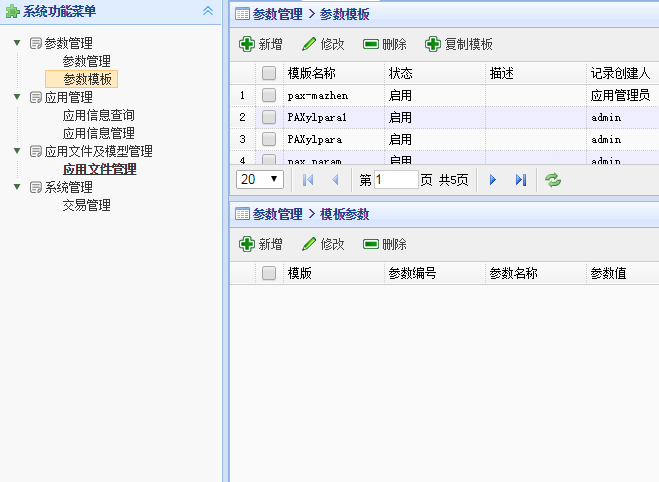 系统功能菜单
参数管理
参数管理
参数模板
应用管理
应用信息查询
应用信息管理
应用文件及模型管理
应用文件管理
系统管理
交易管理
参数管理 > 参数模板
新增 修改 删除 复制模板
模版名称 状态 描述 记录创建人
1 pax-mazhen 启用 应用管理员
2 PAXylpara1 启用 admin
3 PAXylpara 启用 admin
4 pax_param 启用 admin
20 第 1 页 共5页
参数管理 > 模板参数
新增 修改 删除
模版 参数编号 参数名称 参数值